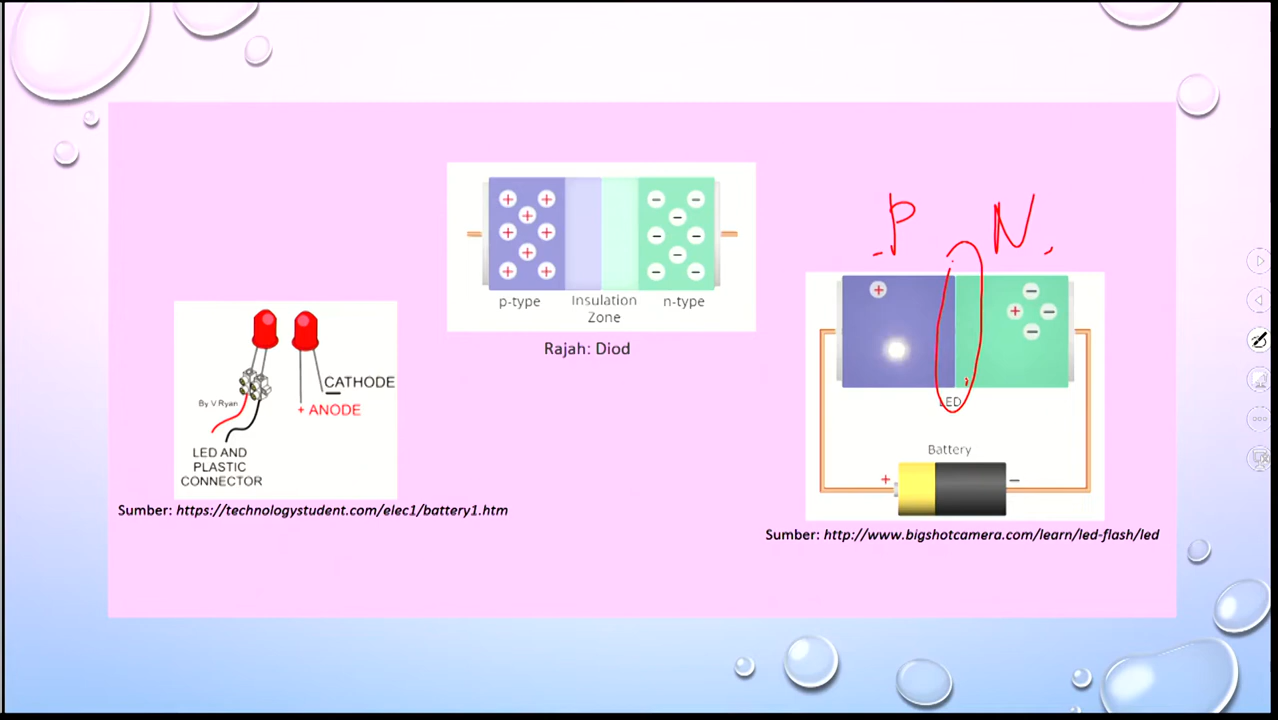 p-type
Insulation
Zone
n-type
Rajah: Diod
CATHODE
By V.Ryan
+ ANODE
LED AND
PLASTIC
CONNECTOR
Sumber: https://technologystudent.com/elec1/battery1.htm
P N
LED
Battery
+ −
Sumber: http://www.bigshotcamera.com/learn/led-flash/led